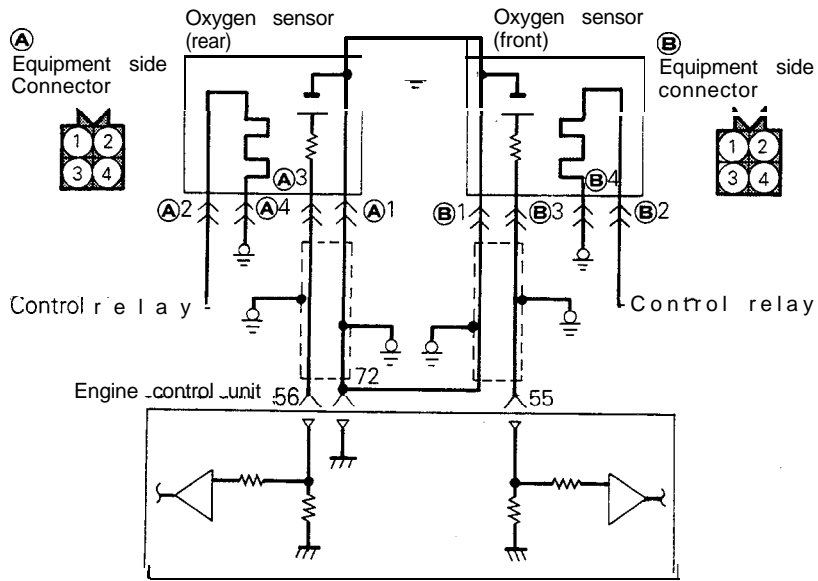 Oxygen sensor
(rear)
Oxygen sensor
(front)
A
Equipment side
Connector
B
Equipment side
connector
1 2
3 4
1 2
3 4
A3
B4
A2
A4
A1
B1
B3
B2
Control relay
Control relay
72
Engine control unit
56
55